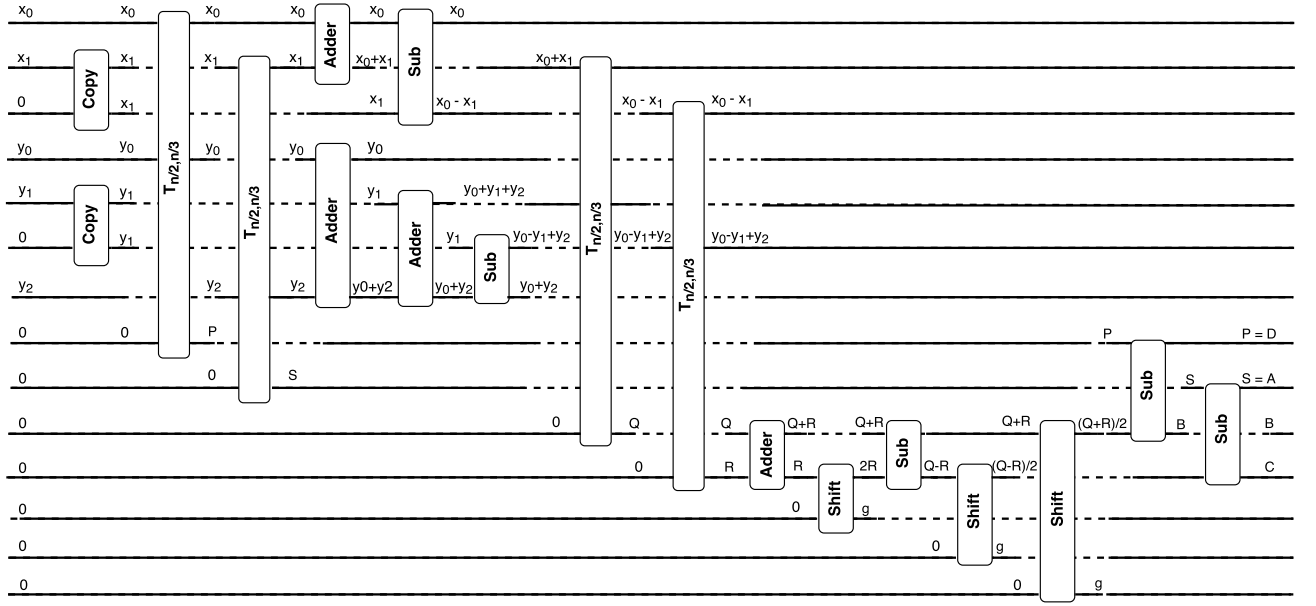 x0 x0 x0 x0 x0 x0
Adder
Sub
x1 x1 x1 x1 x0+x1 x0+x1
Copy
0 x1 x1 x0 - x1 x0 - x1 x0 - x1
y0 y0 y0 y0 y0
Tn/2,n/3
Tn/2,n/3
y1 y1 y1 y0+y1+y2
Copy
Adder
Adder
Tn/2,n/3
0 y1 y1 y0-y1+y2 y0-y1+y2 y0-y1+y2
Sub
Tn/2,n/3
y2 y2 y2 y0+y2 y0+y2 y0+y2
0 0 P P P = D
0 0 S S S = A
Sub
0 0 Q Q Q+R Q+R Q+R (Q+R)/2 B B
Adder
Sub
Sub
0 0 R R 2R Q-R (Q-R)/2 C
Shift
Shift
Shift
0 0 g
0 0 g
0 0 g